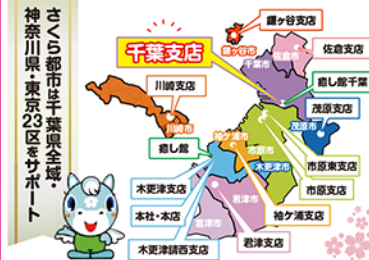 さくら都市は千葉県全域・
神奈川県・東京23区をサポート
鎌ケ谷支店
鎌ケ谷市
佐倉支店
佐倉市
千葉支店
千葉市
癒し館千葉
川崎支店
川崎市
茂原支店
茂原市
癒し館
袖ケ浦市
市原市
市原東支店
木更津市
木更津支店
市原支店
本社・本店
君津市
袖ケ浦支店
富津市
木更津請西支店
君津支店